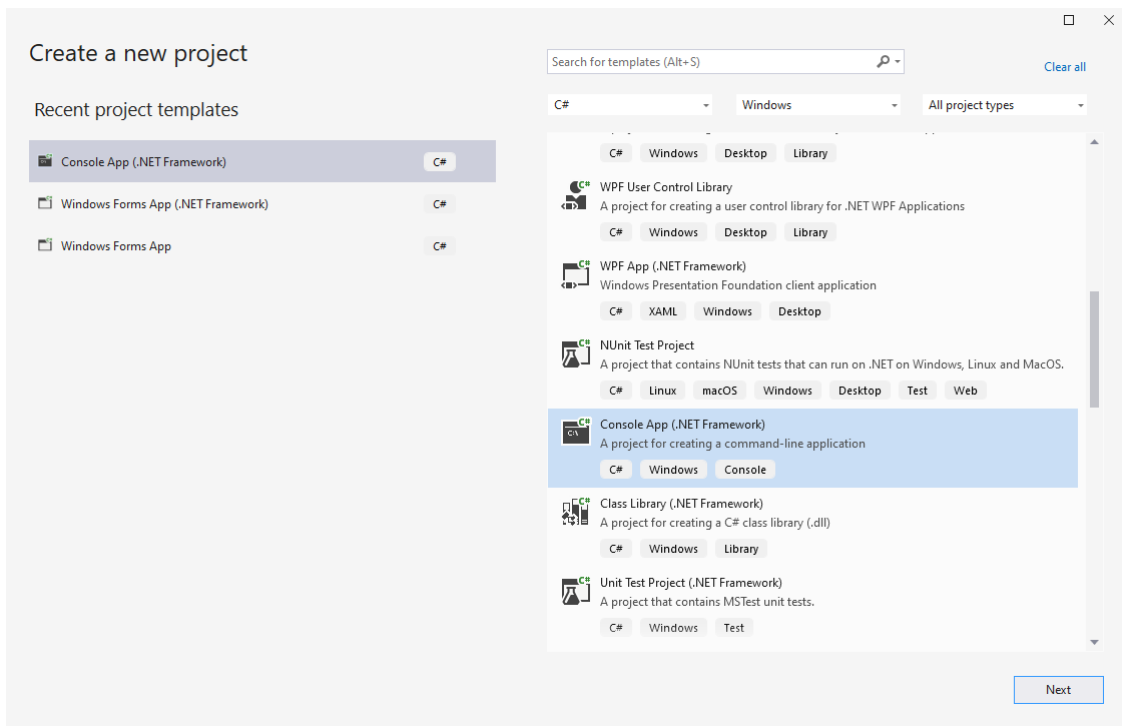 Create a new project
Recent project templates
Console App (.NET Framework) C#
Windows Forms App (.NET Framework) C#
Windows Forms App C#
Search for templates (Alt+S)
Clear all
C# Windows All project types
C# Windows Desktop Library
C#
WPF User Control Library
A project for creating a user control library for .NET WPF Applications
C# Windows Desktop Library
C#
WPF App (.NET Framework)
Windows Presentation Foundation client application
C# XAML Windows Desktop
C#
NUnit Test Project
A project that contains NUnit tests that can run on .NET on Windows, Linux and MacOS.
C# Linux macOS Windows Desktop Test Web
C#
C:\
Console App (.NET Framework)
A project for creating a command-line application
C# Windows Console
C#
Class Library (.NET Framework)
A project for creating a C# class library (.dll)
C# Windows Library
C#
Unit Test Project (.NET Framework)
A project that contains MSTest unit tests.
C# Windows Test
Next